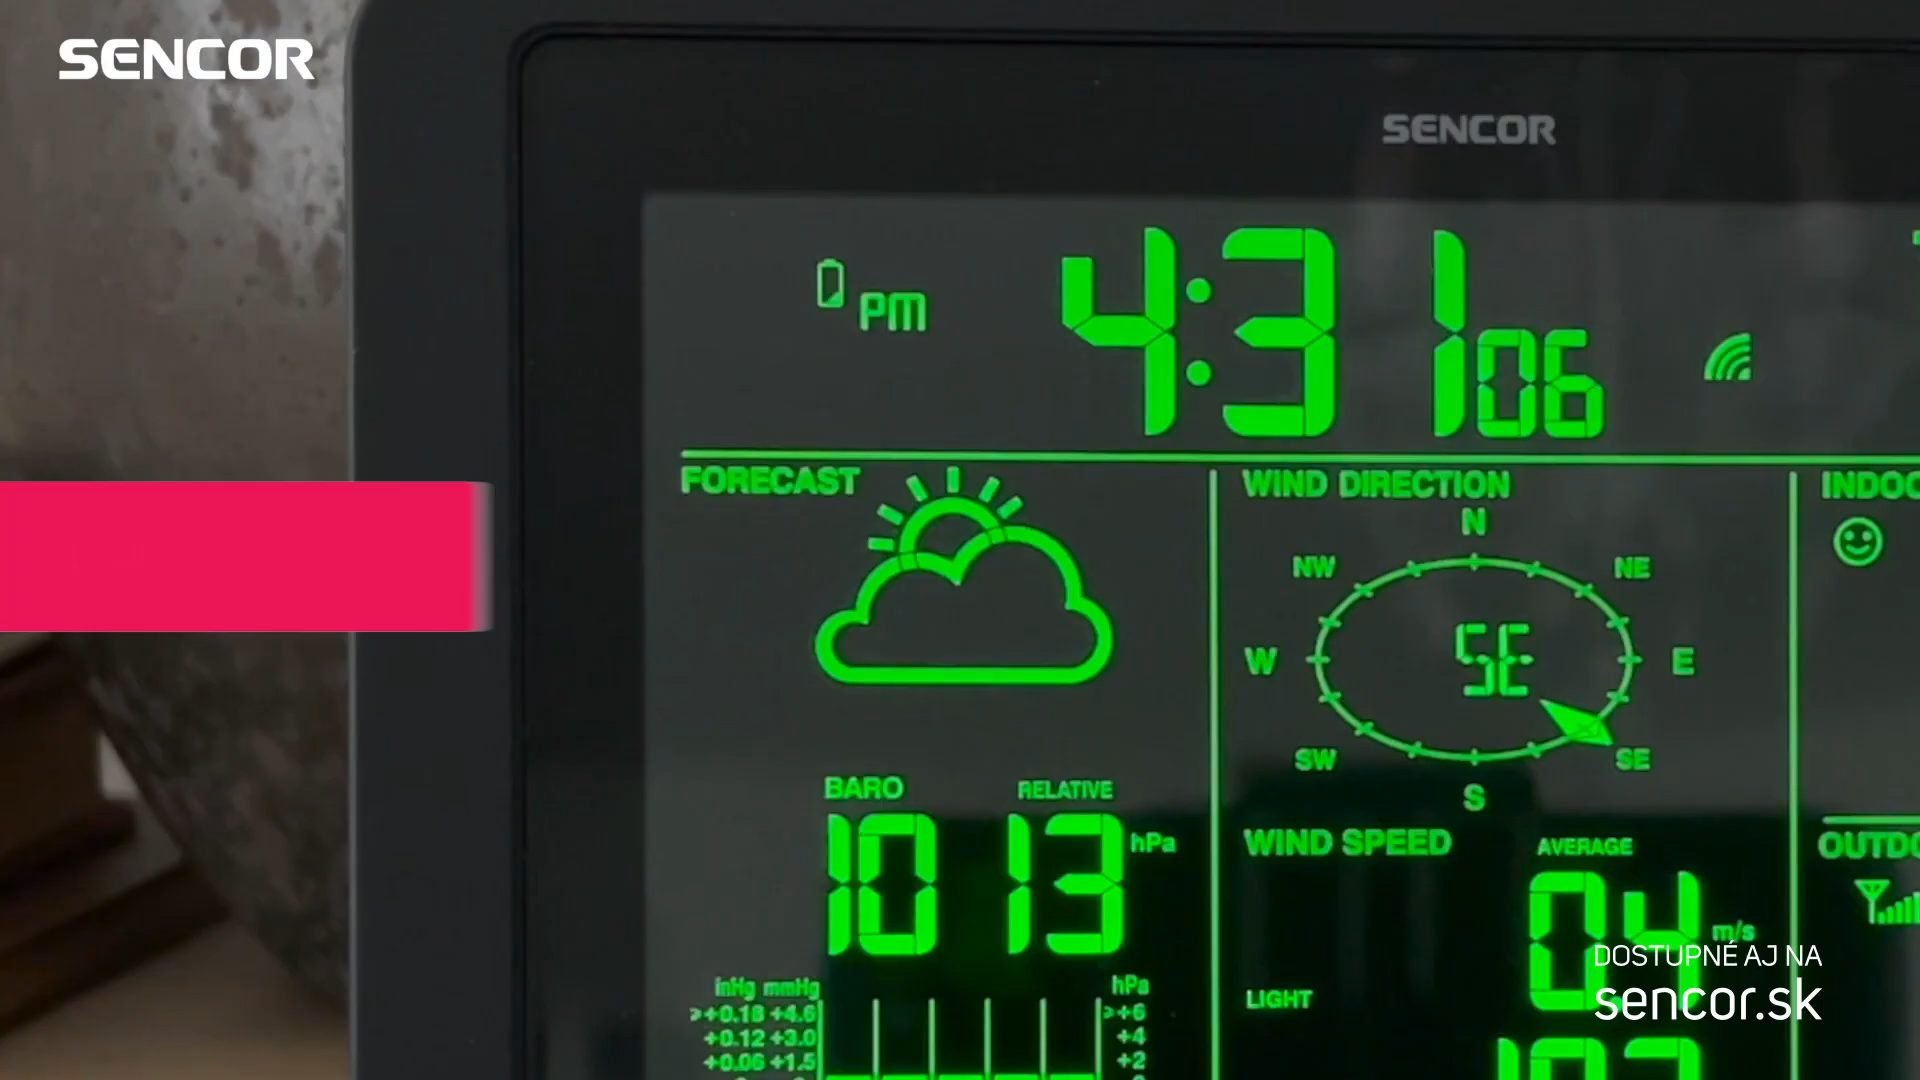 SENCOR
SENCOR
PM 4:31 06
FORECAST
WIND DIRECTION
N
NW
NE
W
SE
E
SW
SE
S
BARO RELATIVE
1013 hPa
inHg mmHg hPa
>+0.18 +4.6 >+6
+0.12 +3.0 +4
+0.06 +1.5 +2
WIND SPEED
AVERAGE
04 m/s
LIGHT
DOSTUPNÉ AJ NA
sencor.sk